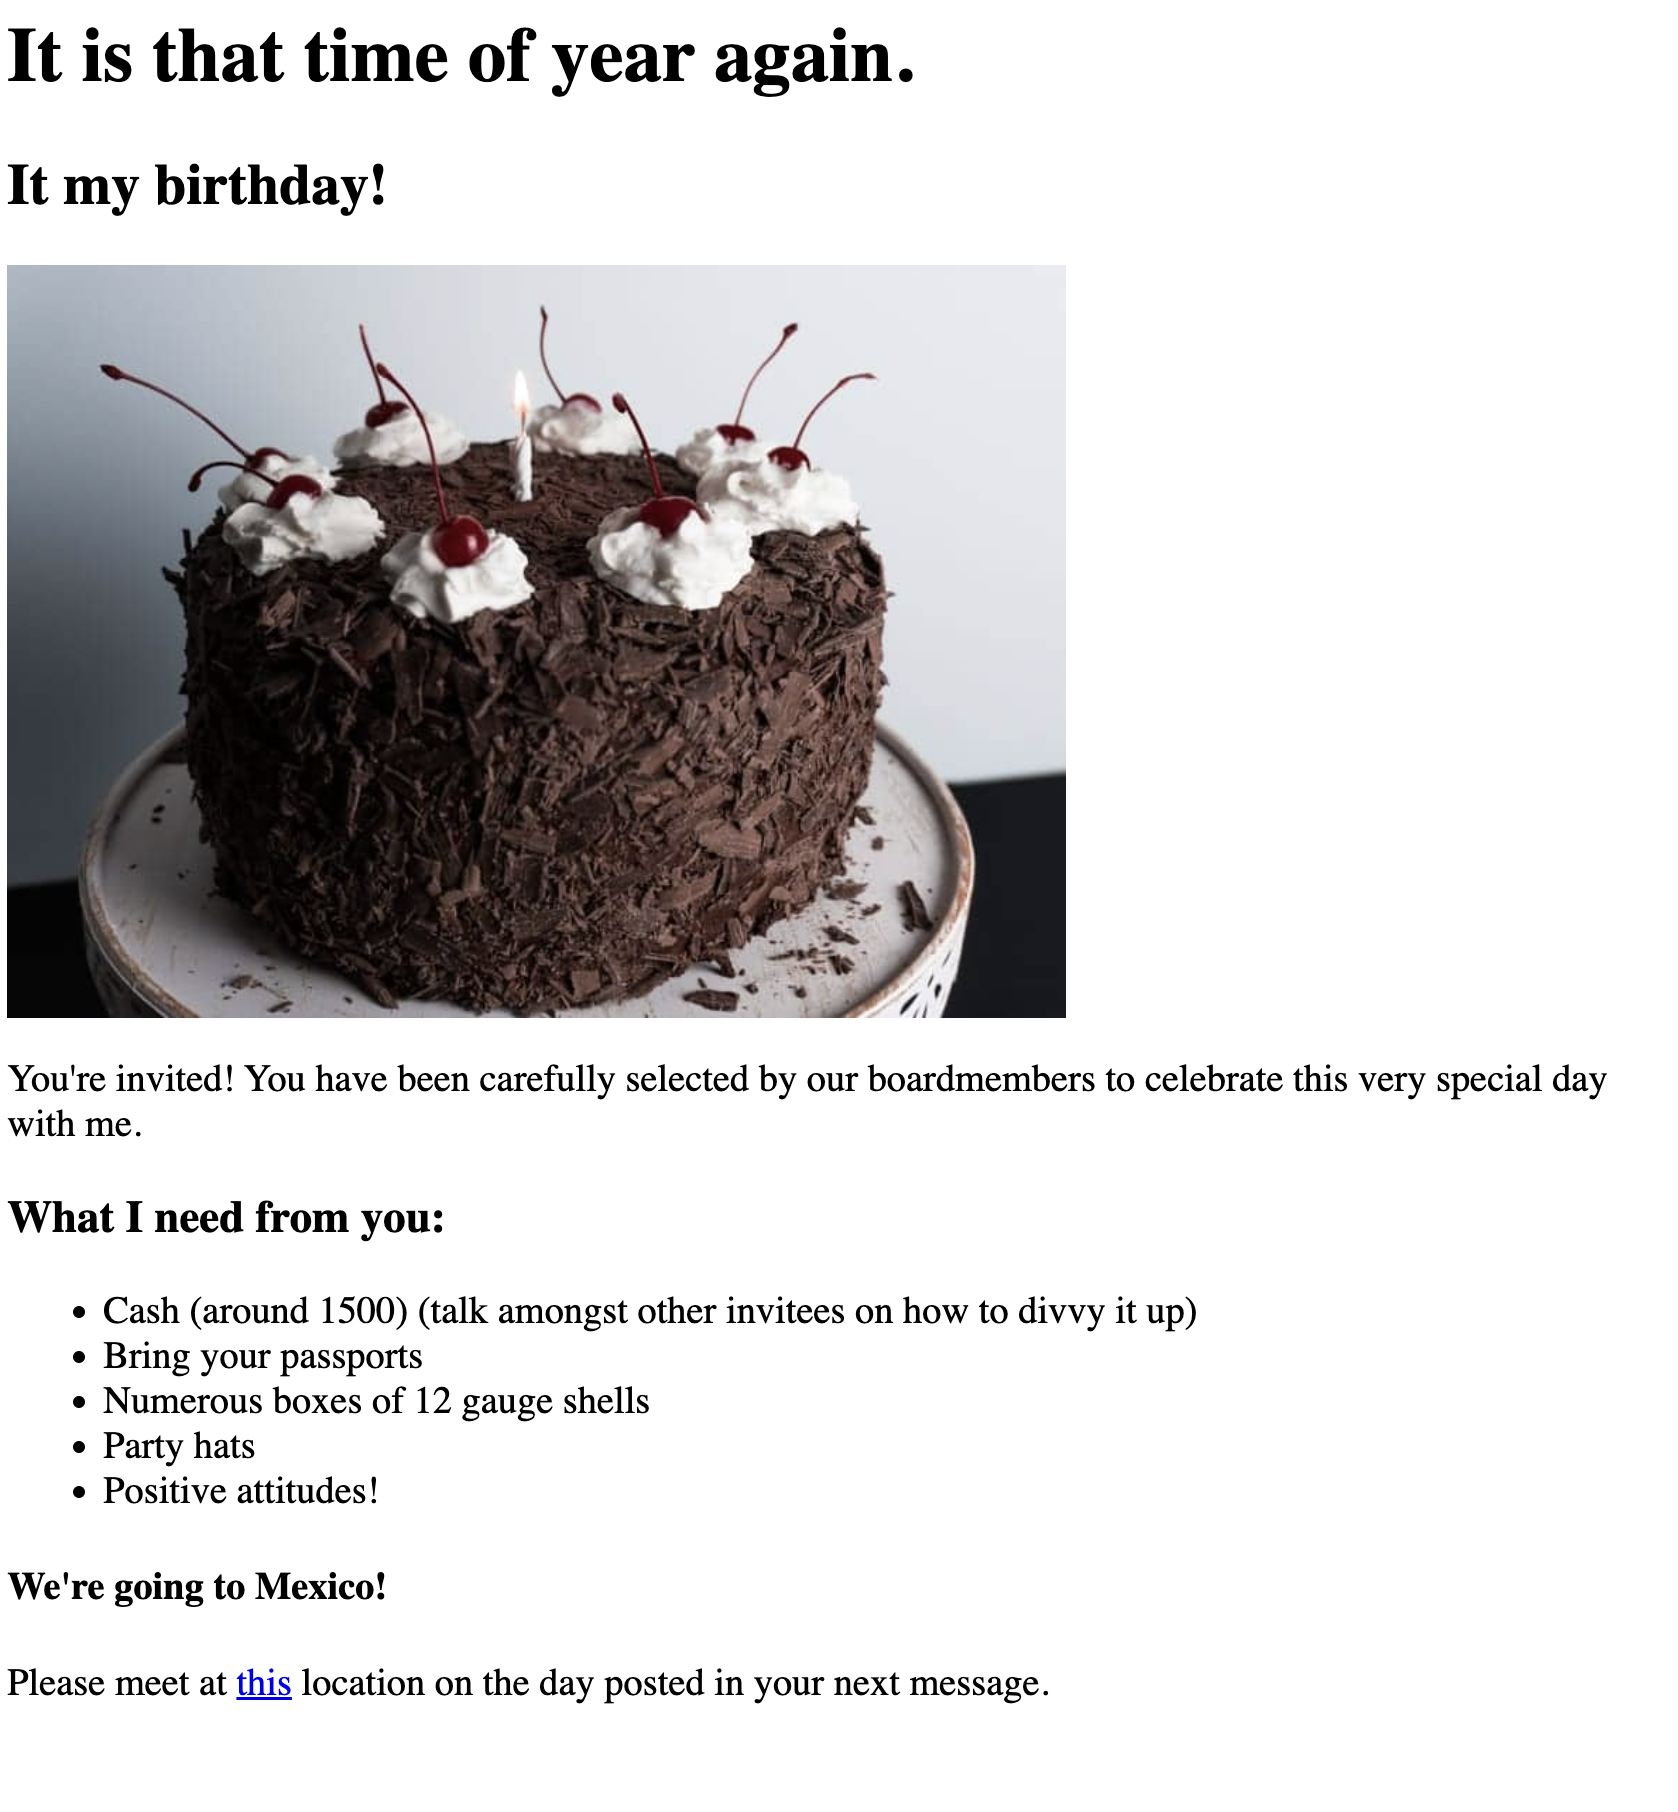 It is that time of year again.
It my birthday!
You're invited! You have been carefully selected by our boardmembers to celebrate this very special day
with me.
What I need from you:
• Cash (around 1500) (talk amongst other invitees on how to divvy it up)
• Bring your passports
• Numerous boxes of 12 gauge shells
• Party hats
• Positive attitudes!
We're going to Mexico!
Please meet at this location on the day posted in your next message.